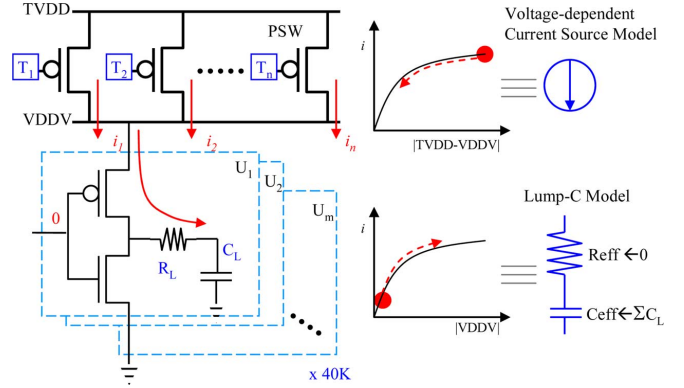 TVDD
PSW
T1
T2
Tn
VDDV
i1
i2
in
U1
U2
Um
0
RL
CL
x 40K
i
|TVDD-VDDV|
Voltage-dependent
Current Source Model
i
|VDDV|
Lump-C Model
Reff ←0
Ceff←ΣCL